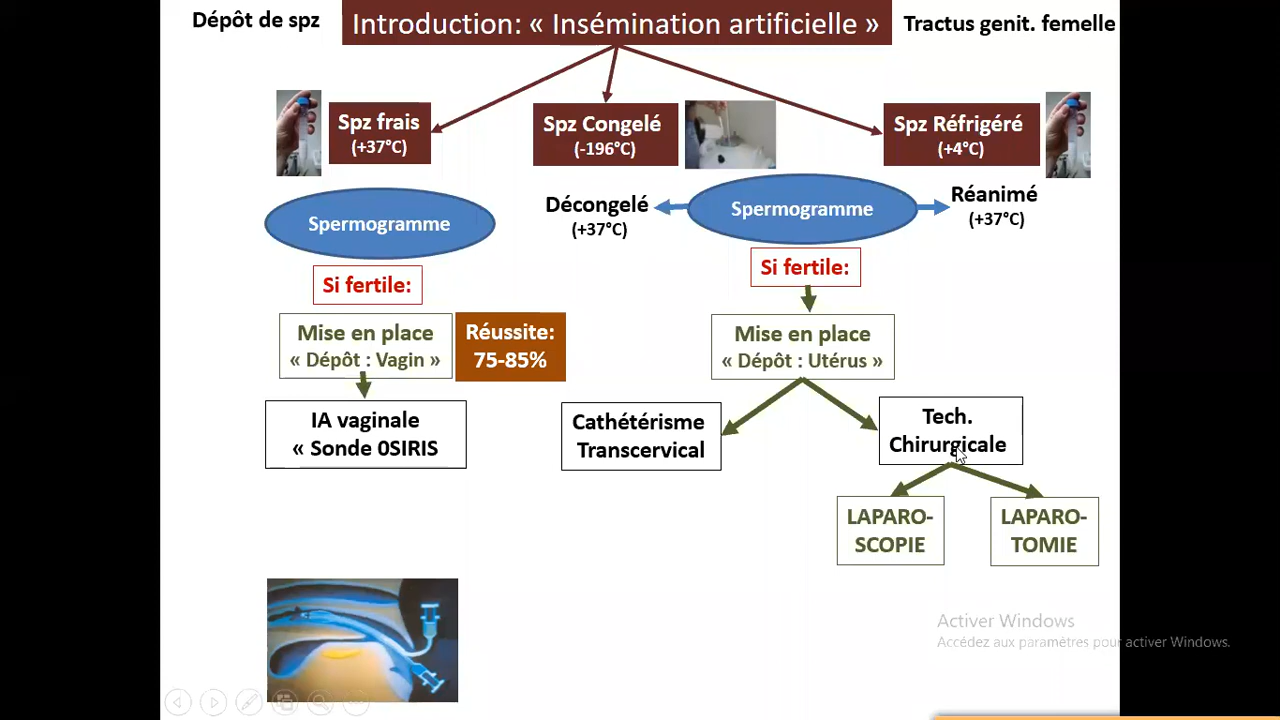 Dépôt de spz
Introduction: « Insémination artificielle »
Tractus genit. femelle
Spz frais
(+37°C)
Spz Congelé
(-196°C)
Spz Réfrigéré
(+4°C)
Spermogramme
Décongelé
(+37°C)
Spermogramme
Réanimé
(+37°C)
Si fertile:
Si fertile:
Mise en place
« Dépôt : Vagin »
Réussite:
75-85%
Mise en place
« Dépôt : Utérus »
IA vaginale
« Sonde 0SIRIS
Cathétérisme
Transcervical
Tech.
Chirurgicale
LAPARO-
SCOPIE
LAPARO-
TOMIE
Activer Windows
Accédez aux paramètres pour activer Windows.